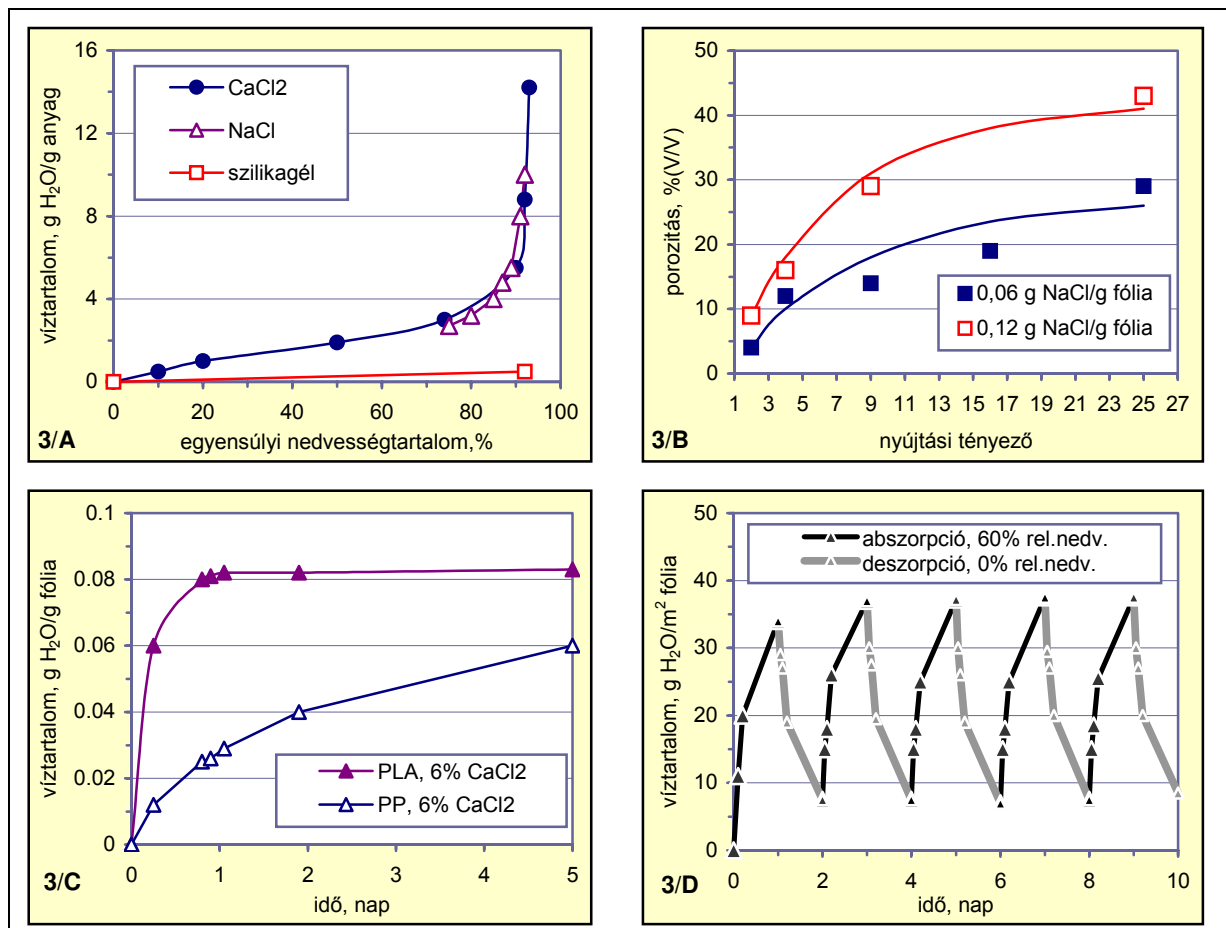 16
12
8
4
0
víztartalom, g H₂O/g anyag
CaCl2
NaCl
szilikagél
0 20 40 60 80 100
egyensúlyi nedvességtartalom,%
3/A
50
40
30
20
10
0
porozitás, %(V/V)
0,06 g NaCl/g fólia
0,12 g NaCl/g fólia
1 3 5 7 9 11 13 15 17 19 21 23 25 27
nyújtási tényező
3/B
0.1
0.08
0.06
0.04
0.02
0
víztartalom, g H₂O/g fólia
PLA, 6% CaCl2
PP, 6% CaCl2
0 1 2 3 4 5
idő, nap
3/C
50
40
30
20
10
0
víztartalom, g H₂O/m² fólia
abszorpció, 60% rel.nedv.
deszorpció, 0% rel.nedv.
0 2 4 6 8 10
idő, nap
3/D